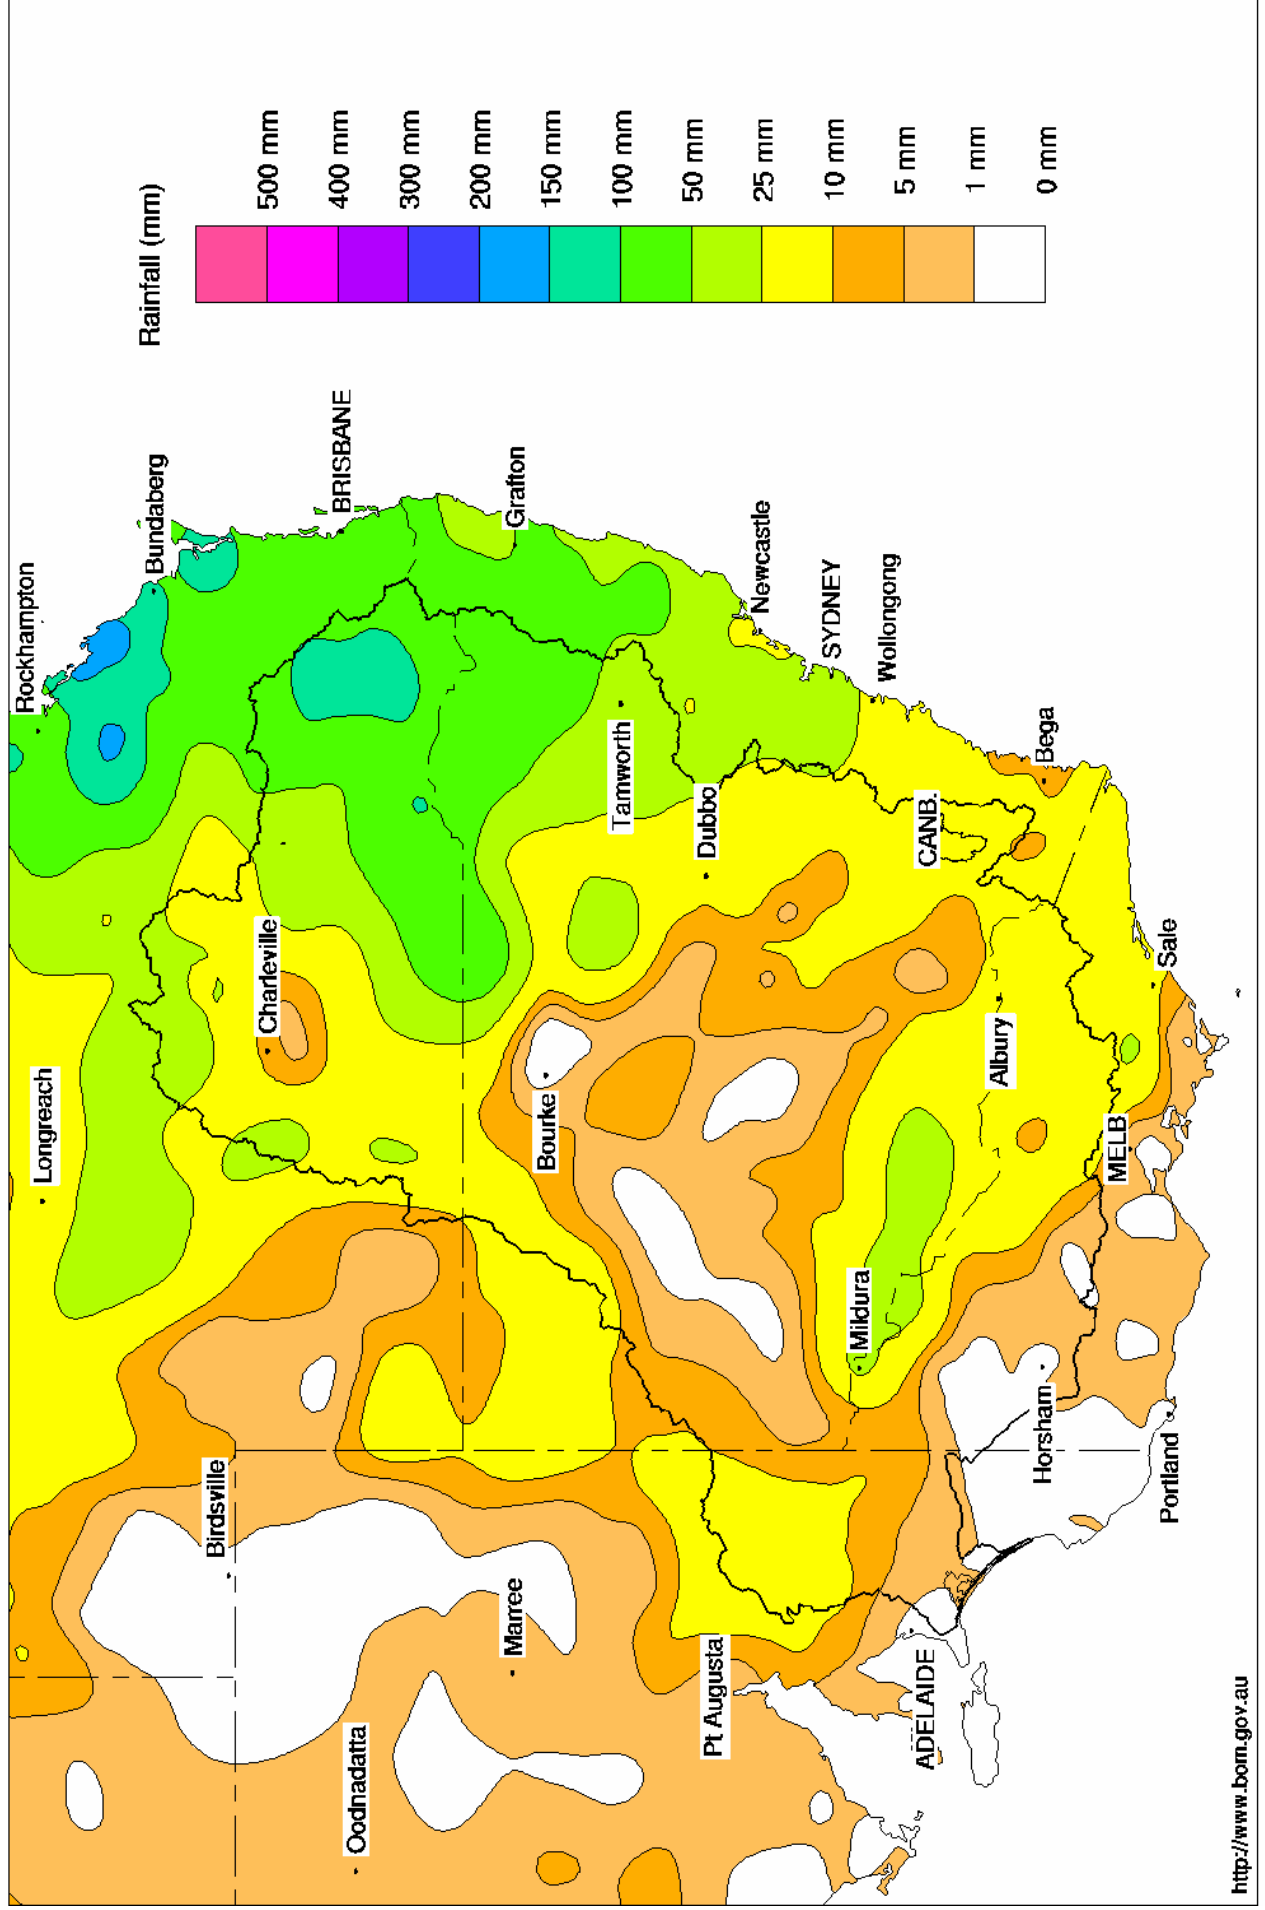 Rainfall (mm)
500 mm
400 mm
300 mm
200 mm
150 mm
100 mm
50 mm
25 mm
10 mm
5 mm
1 mm
0 mm
Rockhampton
Longreach
Bundaberg
Birdsville
Charleville
BRISBANE
Oodnadatta
Grafton
Bourke
Marree
Tamworth
Newcastle
Dubbo
Pt Augusta
SYDNEY
Mildura
Wollongong
CANB.
ADELAIDE
Albury
Bega
Horsham
MELB
Sale
Portland
http://www.bom.gov.au